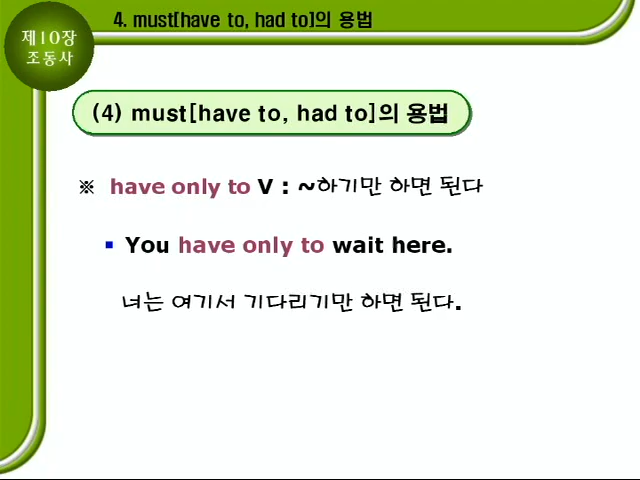 4. must[have to, had to]의 용법
제10장
조동사
(4) must[have to, had to]의 용법
※ have only to V : ~하기만 하면 된다
▪ You have only to wait here.
너는 여기서 기다리기만 하면 된다.